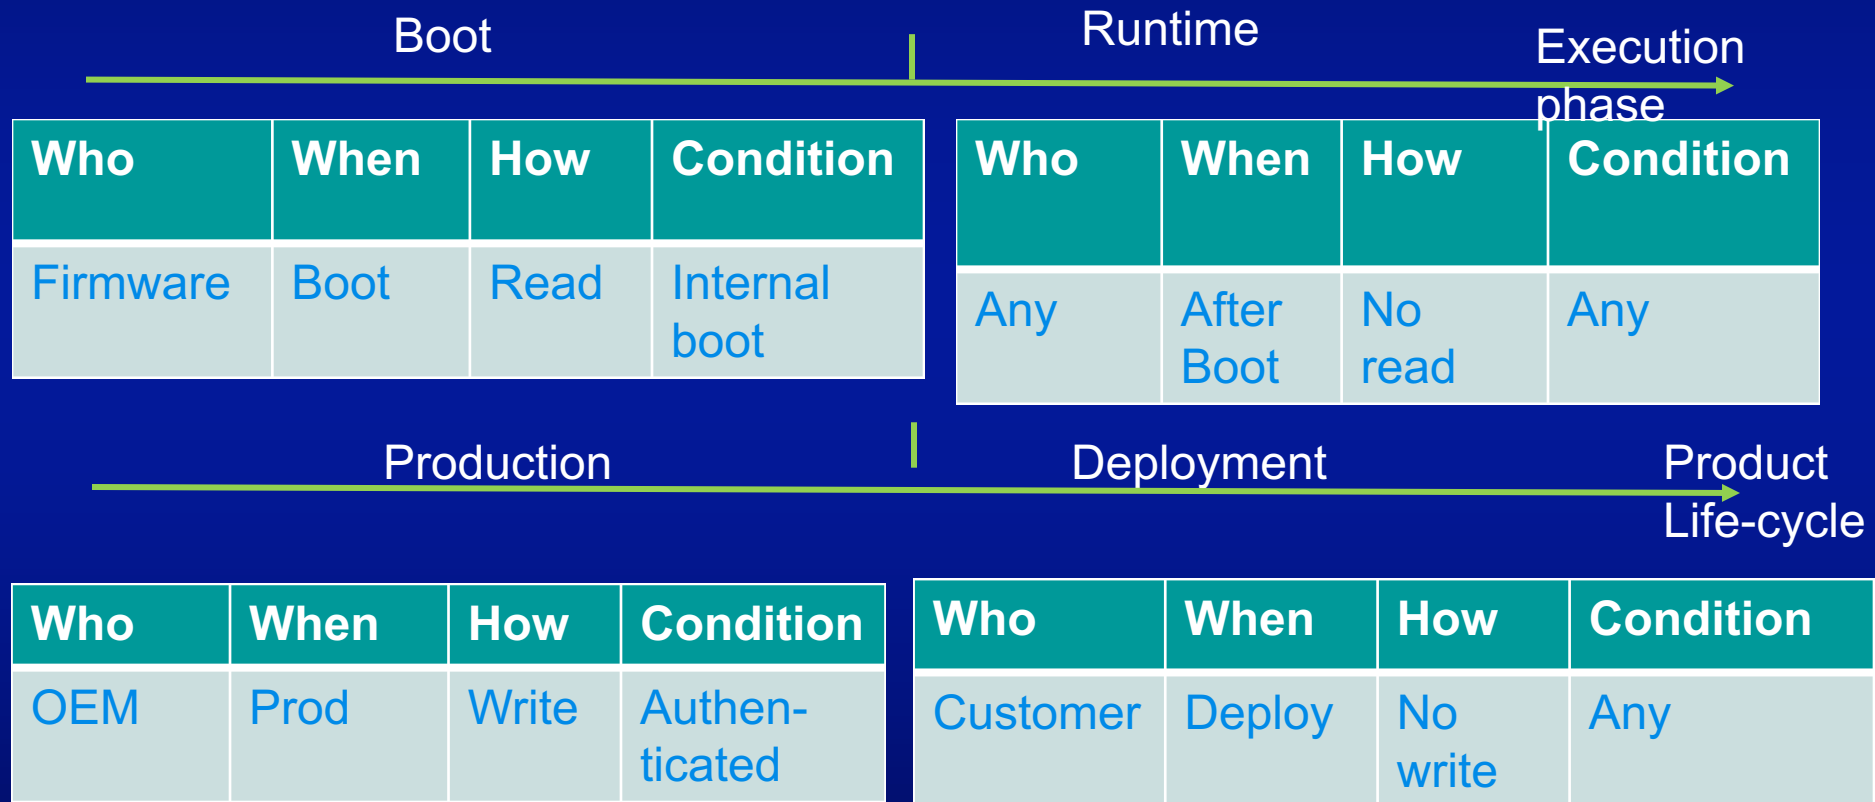 Boot
Runtime
Execution
phase
Who When How Condition
Firmware Boot Read Internal
boot
Who When How Condition
Any After No Any
Boot read
Production
Deployment
Product
Life-cycle
Who When How Condition
OEM Prod Write Authen-
ticated
Who When How Condition
Customer Deploy No Any
write